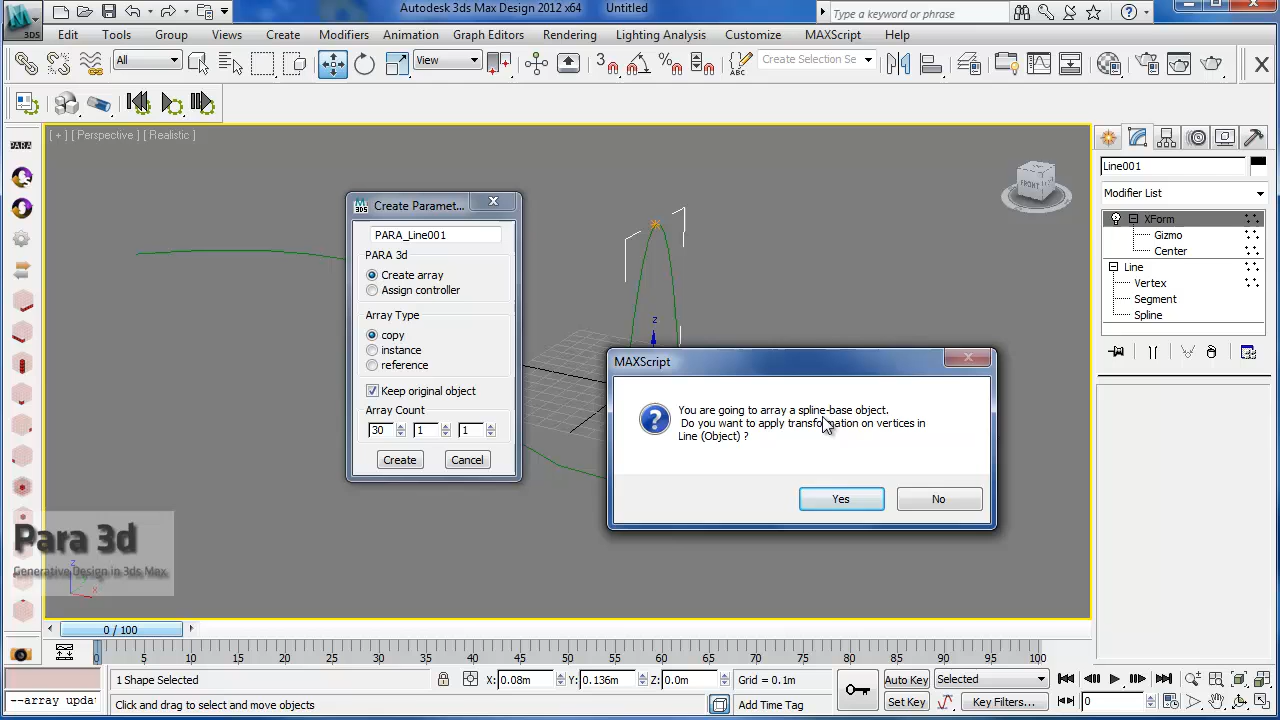 3DS
Autodesk 3ds Max Design 2012 x64 Untitled
Type a keyword or phrase
Edit Tools Group Views Create Modifiers Animation Graph Editors Rendering Lighting Analysis Customize MAXScript Help
All
View
Create Selection Se
[ + ] [ Perspective ] [ Realistic ]
PARA
FRONT
Line001
Modifier List
XForm
Gizmo
Center
Line
Vertex
Segment
Spline
Create Paramet...
PARA_Line001
PARA 3d
Create array
Assign controller
Array Type
copy
instance
reference
Keep original object
Array Count
30 1 1
Create Cancel
z
MAXScript
You are going to array a spline-base object.
Do you want to apply transformation on vertices in
Line (Object) ?
Yes No
Para 3d
Generative Design in 3ds Max
z
x
0 / 100
0 5 10 15 20 25 30 35 40 45 50 55 60 65 70 75 80 85 90 95 100
1 Shape Selected X: 0.08m Y: 0.136m Z: 0.0m Grid = 0.1m Auto Key Selected
--array upda
Click and drag to select and move objects Add Time Tag Set Key Key Filters... 0